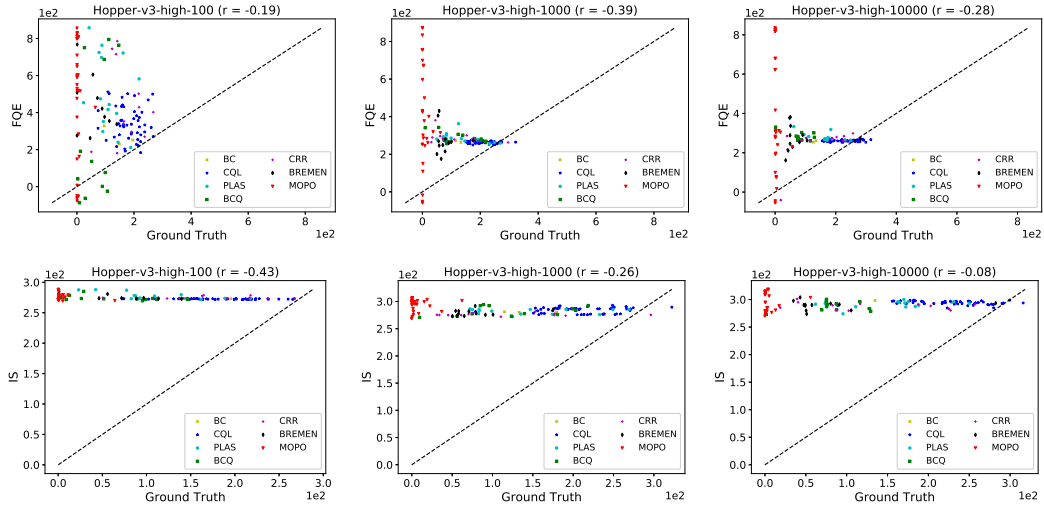 Hopper-v3-high-100 (r = -0.19)
1e2
8
6
4
2
0
FQE
0 2 4 6 8
1e2
Ground Truth
BC CRR
CQL BREMEN
PLAS MOPO
BCQ
Hopper-v3-high-1000 (r = -0.39)
1e2
8
6
4
2
0
FQE
0 2 4 6 8
1e2
Ground Truth
BC CRR
CQL BREMEN
PLAS MOPO
BCQ
Hopper-v3-high-10000 (r = -0.28)
1e2
8
6
4
2
0
FQE
0 2 4 6 8
1e2
Ground Truth
BC CRR
CQL BREMEN
PLAS MOPO
BCQ
Hopper-v3-high-100 (r = -0.43)
1e2
3.0
2.5
2.0
1.5
1.0
0.5
0.0
IS
0.0 0.5 1.0 1.5 2.0 2.5 3.0
1e2
Ground Truth
BC CRR
CQL BREMEN
PLAS MOPO
BCQ
Hopper-v3-high-1000 (r = -0.26)
1e2
3.0
2.5
2.0
1.5
1.0
0.5
0.0
IS
0.0 0.5 1.0 1.5 2.0 2.5 3.0
1e2
Ground Truth
BC CRR
CQL BREMEN
PLAS MOPO
BCQ
Hopper-v3-high-10000 (r = -0.08)
1e2
3.0
2.5
2.0
1.5
1.0
0.5
0.0
IS
0.0 0.5 1.0 1.5 2.0 2.5 3.0
1e2
Ground Truth
BC CRR
CQL BREMEN
PLAS MOPO
BCQ